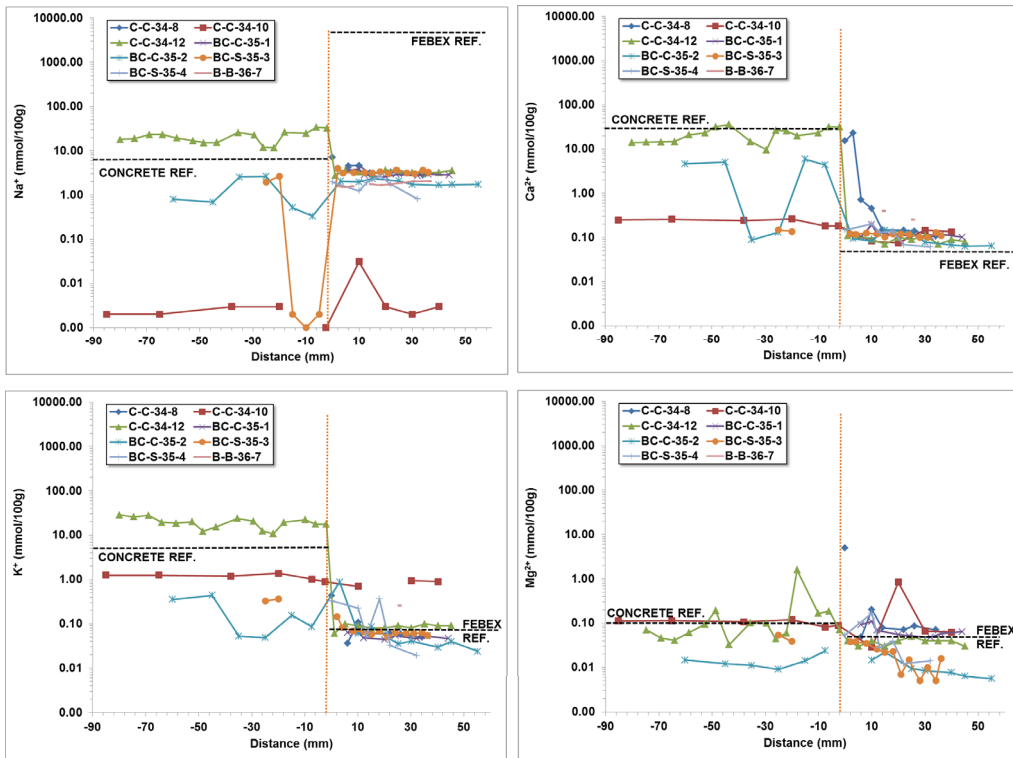 C-C-34-8 C-C-34-10
C-C-34-12 BC-C-35-1
BC-C-35-2 BC-S-35-3
BC-S-35-4 B-B-36-7
10000.00
1000.00
100.00
10.00
1.00
0.10
0.01
0.00
Na⁺ (mmol/100g)
FEBEX REF.
CONCRETE REF.
-90 -70 -50 -30 -10 10 30 50
Distance (mm)
C-C-34-8 C-C-34-10
C-C-34-12 BC-C-35-1
BC-C-35-2 BC-S-35-3
BC-S-35-4 B-B-36-7
10000.00
1000.00
100.00
10.00
1.00
0.10
0.01
0.00
Ca²⁺ (mmol/100g)
CONCRETE REF.
FEBEX REF.
-90 -70 -50 -30 -10 10 30 50
Distance (mm)
C-C-34-8 C-C-34-10
C-C-34-12 BC-C-35-1
BC-C-35-2 BC-S-35-3
BC-S-35-4 B-B-36-7
10000.00
1000.00
100.00
10.00
1.00
0.10
0.01
0.00
K⁺ (mmol/100g)
CONCRETE REF.
FEBEX
REF.
-90 -70 -50 -30 -10 10 30 50
Distance (mm)
C-C-34-8 C-C-34-10
C-C-34-12 BC-C-35-1
BC-C-35-2 BC-S-35-3
BC-S-35-4 B-B-36-7
10000.00
1000.00
100.00
10.00
1.00
0.10
0.01
0.00
Mg²⁺ (mmol/100g)
CONCRETE REF.
FEBEX
REF.
-90 -70 -50 -30 -10 10 30 50
Distance (mm)